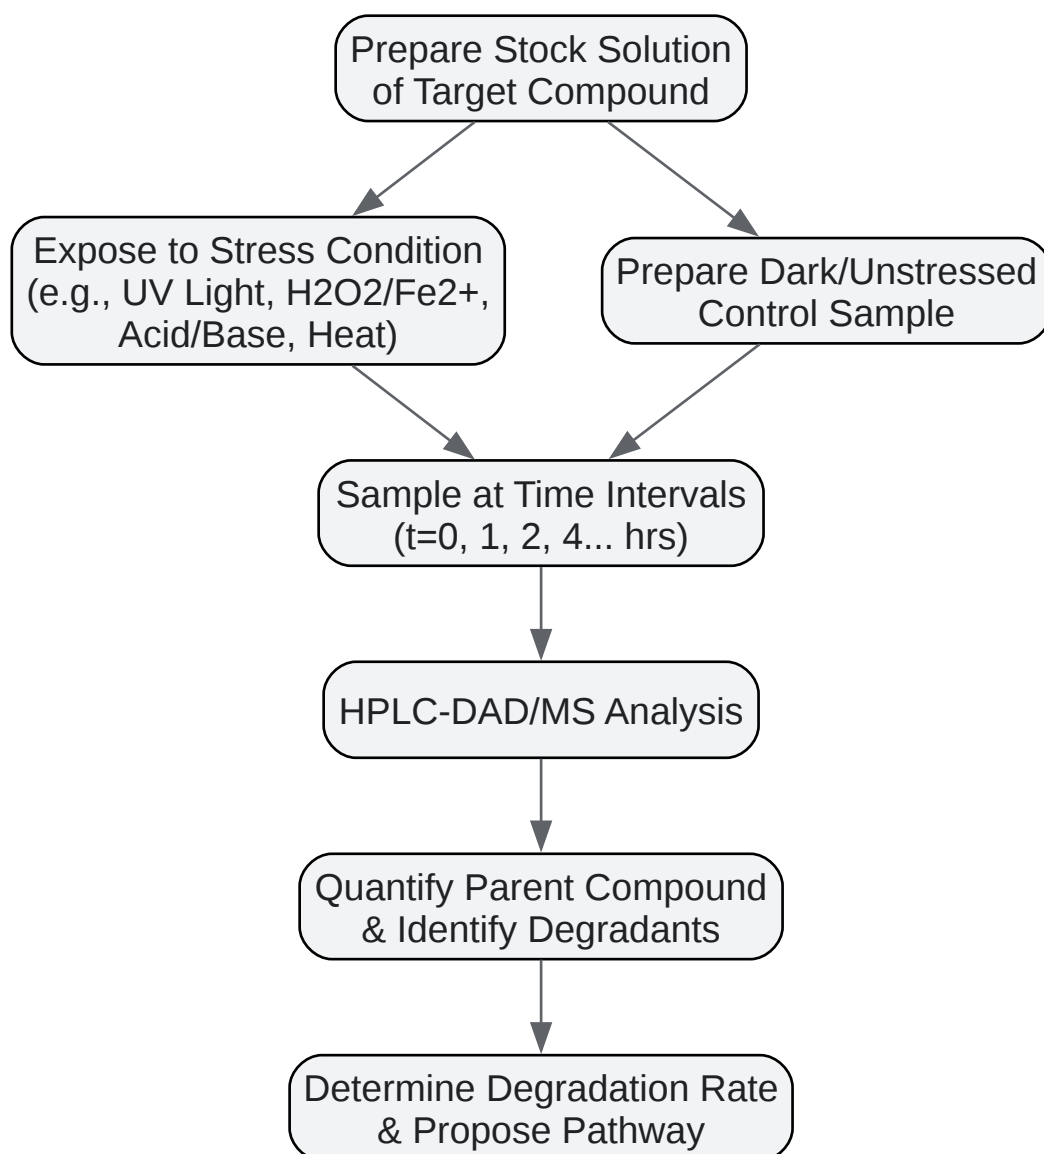 Prepare Stock Solution
of Target Compound
Expose to Stress Condition
(e.g., UV Light, H2O2/Fe2+,
Acid/Base, Heat)
Prepare Dark/Unstressed
Control Sample
Sample at Time Intervals
(t=0, 1, 2, 4... hrs)
HPLC-DAD/MS Analysis
Quantify Parent Compound
& Identify Degradants
Determine Degradation Rate
& Propose Pathway